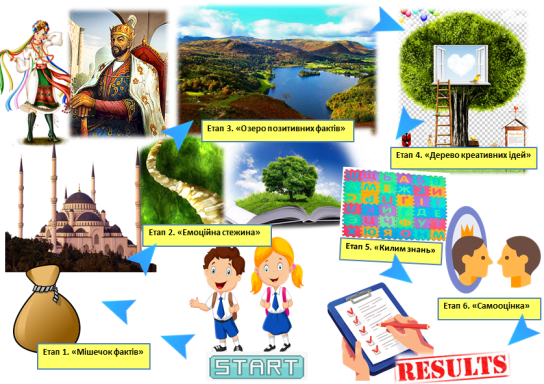 Етап 3. «Озеро позитивних фактів»
Етап 4. «Дерево креативних ідей»
Етап 2. «Емоційна стежина»
Етап 5. «Килим знань»
Етап 6. «Самооцінка»
Етап 1. «Мішечок фактів»
START
RESULTS